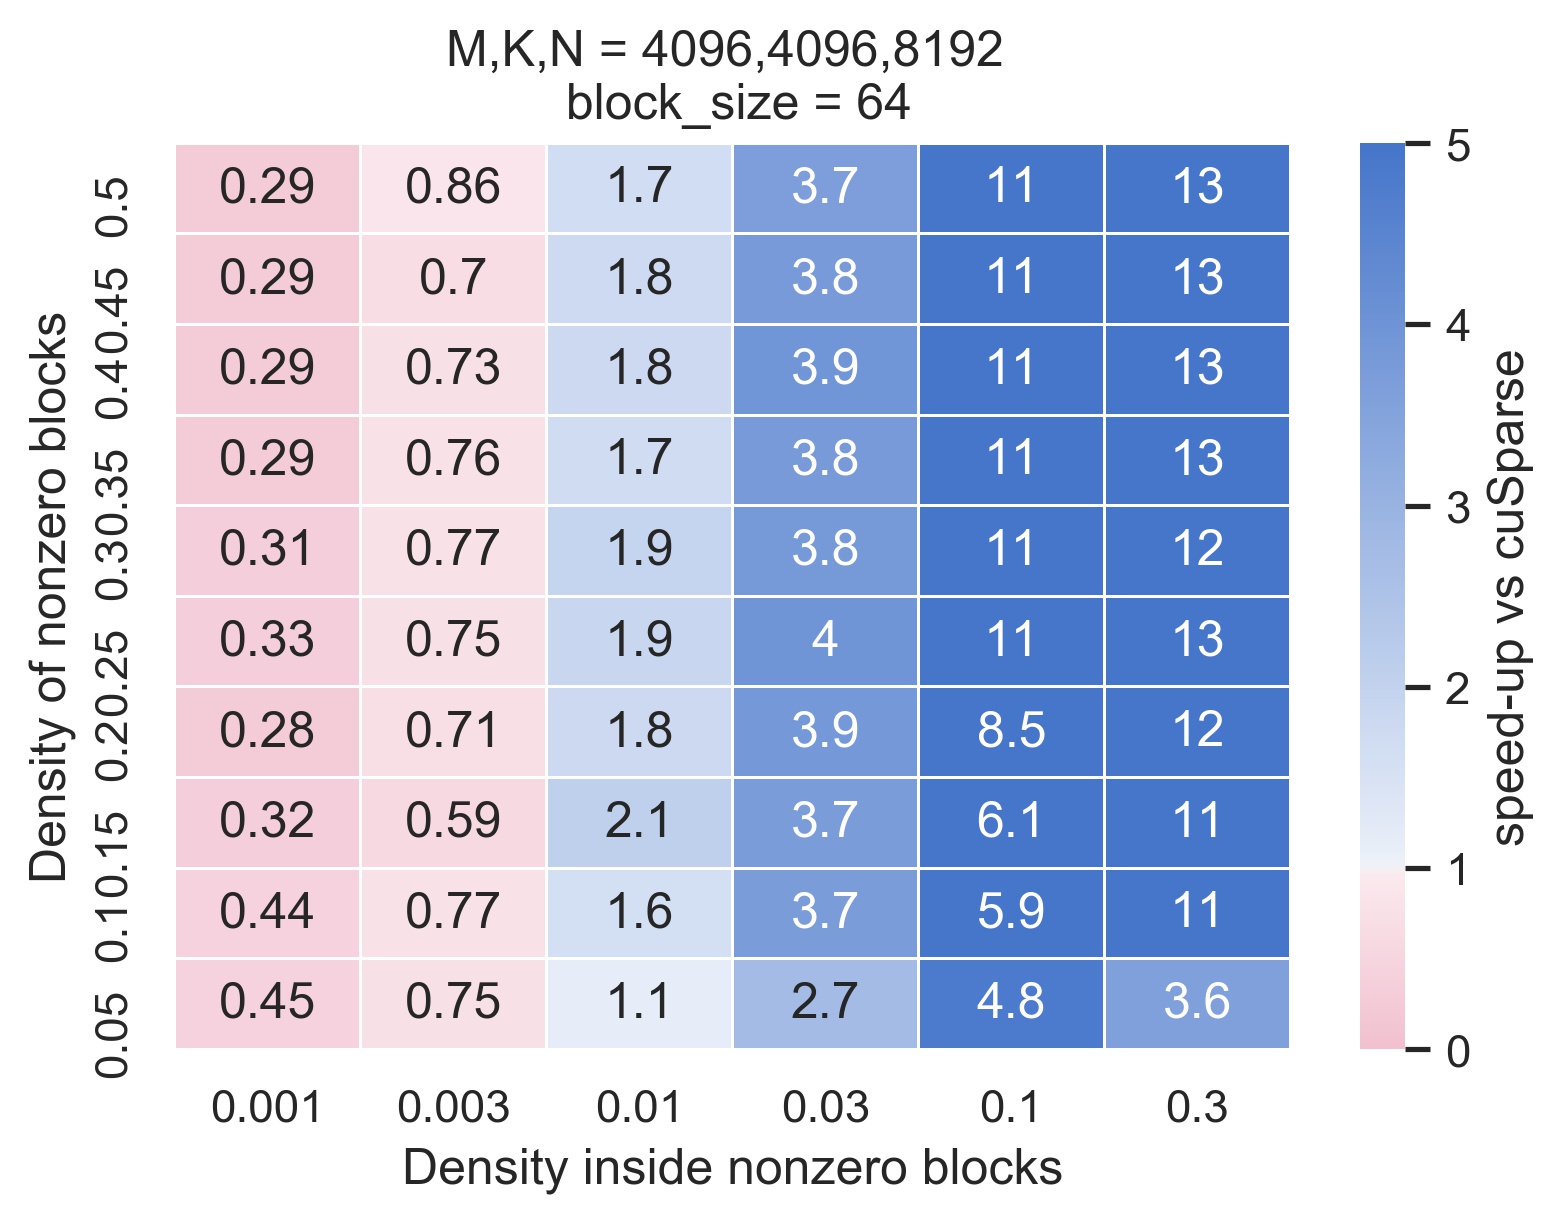 M,K,N = 4096,4096,8192
block_size = 64
Density of nonzero blocks
0.5 0.29 0.86 1.7 3.7 11 13
0.45 0.29 0.7 1.8 3.8 11 13
0.4 0.29 0.73 1.8 3.9 11 13
0.35 0.29 0.76 1.7 3.8 11 13
0.3 0.31 0.77 1.9 3.8 11 12
0.25 0.33 0.75 1.9 4 11 13
0.2 0.28 0.71 1.8 3.9 8.5 12
0.15 0.32 0.59 2.1 3.7 6.1 11
0.1 0.44 0.77 1.6 3.7 5.9 11
0.05 0.45 0.75 1.1 2.7 4.8 3.6
0.001 0.003 0.01 0.03 0.1 0.3
Density inside nonzero blocks
5
4
3
2
1
0
speed-up vs cuSparse